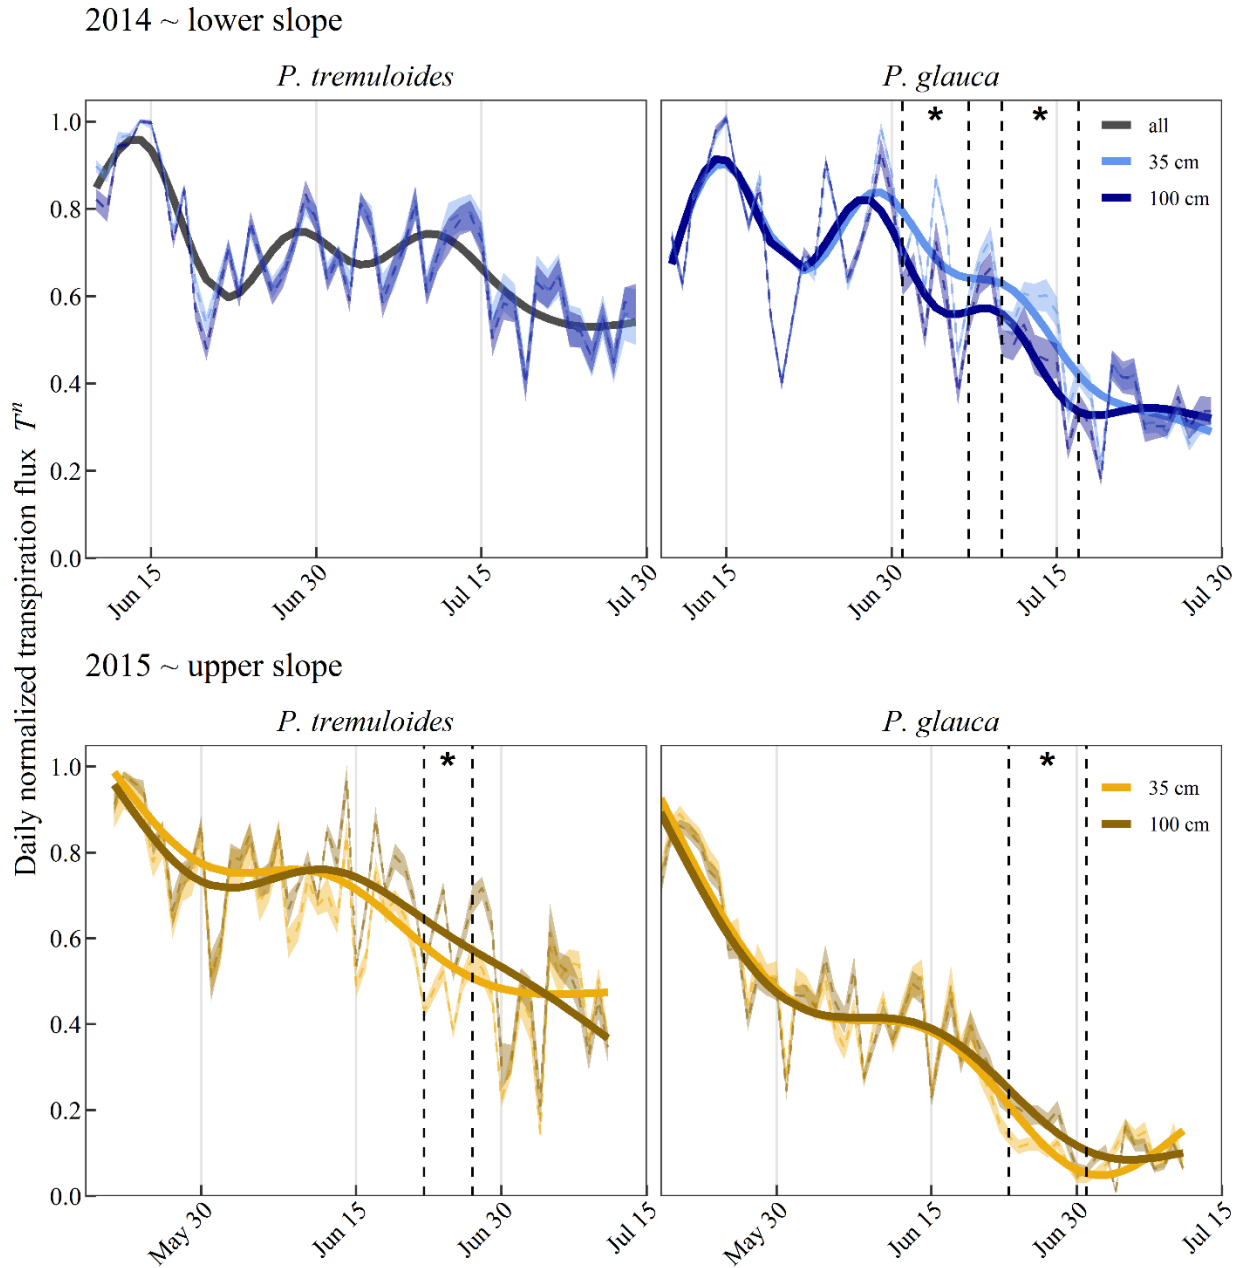 2014 ~ lower slope
P. tremuloides
P. glauca
1.0
0.8
0.6
0.4
0.2
0.0
*
*
all
35 cm
100 cm
Jun 15
Jun 30
Jul 15
Jul 30
Jun 15
Jun 30
Jul 15
Jul 30
Daily normalized transpiration flux Tⁿ
2015 ~ upper slope
P. tremuloides
P. glauca
1.0
0.8
0.6
0.4
0.2
0.0
*
*
35 cm
100 cm
May 30
Jun 15
Jun 30
Jul 15
May 30
Jun 15
Jun 30
Jul 15